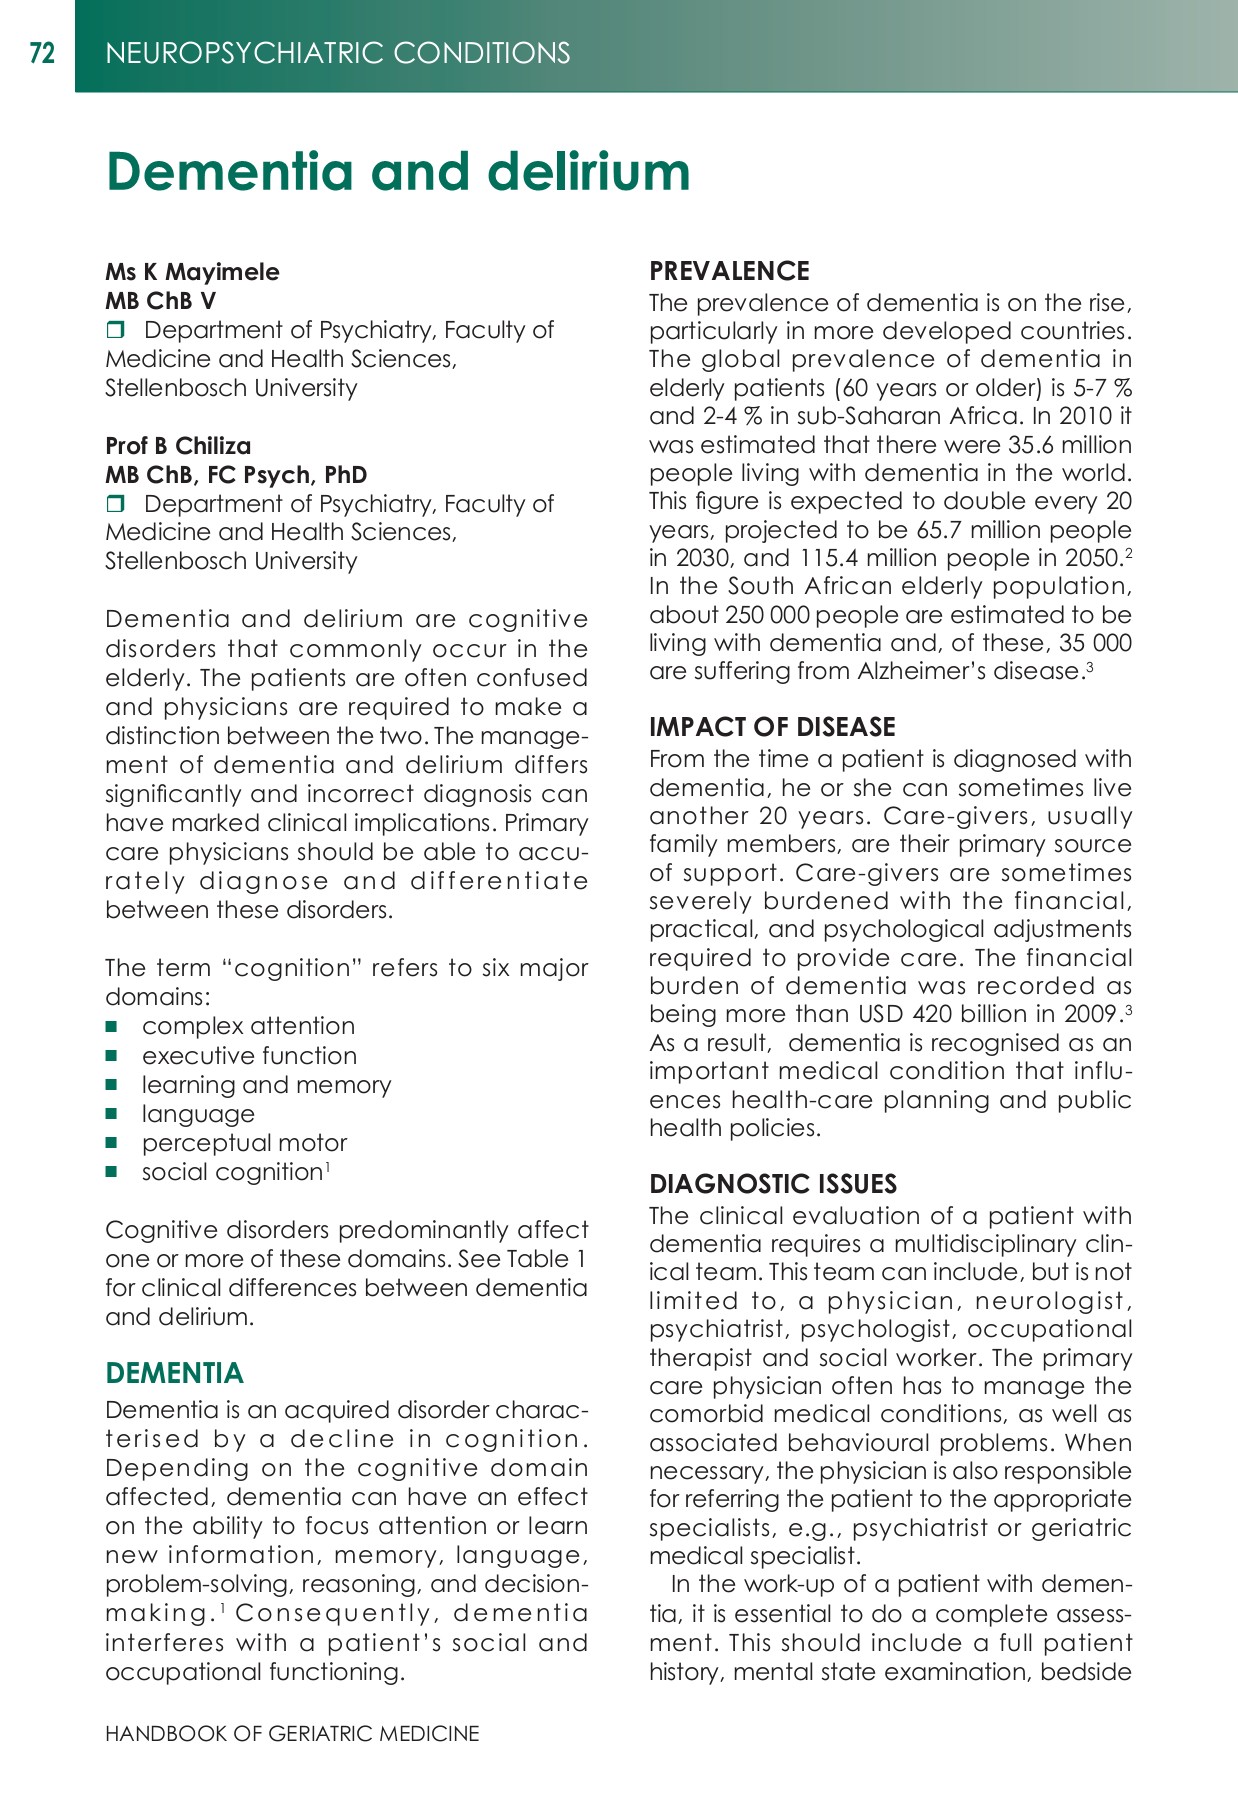 72
NEUROPSYCHIATRIC CONDITIONS
Dementia and delirium
Ms K Mayimele
MB ChB V
❒ Department of Psychiatry, Faculty of
Medicine and Health Sciences,
Stellenbosch University
Prof B Chiliza
MB ChB, FC Psych, PhD
❒ Department of Psychiatry, Faculty of
Medicine and Health Sciences,
Stellenbosch University
Dementia and delirium are cognitive
disorders that commonly occur in the
elderly. The patients are often confused
and physicians are required to make a
distinction between the two. The manage-
ment of dementia and delirium differs
significantly and incorrect diagnosis can
have marked clinical implications. Primary
care physicians should be able to accu-
rately diagnose and differentiate
between these disorders.
The term “cognition” refers to six major
domains:
■ complex attention
■ executive function
■ learning and memory
■ language
■ perceptual motor
■ social cognition¹
Cognitive disorders predominantly affect
one or more of these domains. See Table 1
for clinical differences between dementia
and delirium.
DEMENTIA
Dementia is an acquired disorder charac-
terised by a decline in cognition.
Depending on the cognitive domain
affected, dementia can have an effect
on the ability to focus attention or learn
new information, memory, language,
problem-solving, reasoning, and decision-
making.¹ Consequently, dementia
interferes with a patient’s social and
occupational functioning.
PREVALENCE
The prevalence of dementia is on the rise,
particularly in more developed countries.
The global prevalence of dementia in
elderly patients (60 years or older) is 5-7 %
and 2-4 % in sub-Saharan Africa. In 2010 it
was estimated that there were 35.6 million
people living with dementia in the world.
This figure is expected to double every 20
years, projected to be 65.7 million people
in 2030, and 115.4 million people in 2050.²
In the South African elderly population,
about 250 000 people are estimated to be
living with dementia and, of these, 35 000
are suffering from Alzheimer’s disease.³
IMPACT OF DISEASE
From the time a patient is diagnosed with
dementia, he or she can sometimes live
another 20 years. Care-givers, usually
family members, are their primary source
of support. Care-givers are sometimes
severely burdened with the financial,
practical, and psychological adjustments
required to provide care. The financial
burden of dementia was recorded as
being more than USD 420 billion in 2009.³
As a result, dementia is recognised as an
important medical condition that influ-
ences health-care planning and public
health policies.
DIAGNOSTIC ISSUES
The clinical evaluation of a patient with
dementia requires a multidisciplinary clin-
ical team. This team can include, but is not
limited to, a physician, neurologist,
psychiatrist, psychologist, occupational
therapist and social worker. The primary
care physician often has to manage the
comorbid medical conditions, as well as
associated behavioural problems. When
necessary, the physician is also responsible
for referring the patient to the appropriate
specialists, e.g., psychiatrist or geriatric
medical specialist.
In the work-up of a patient with demen-
tia, it is essential to do a complete assess-
ment. This should include a full patient
history, mental state examination, bedside
HANDBOOK OF GERIATRIC MEDICINE